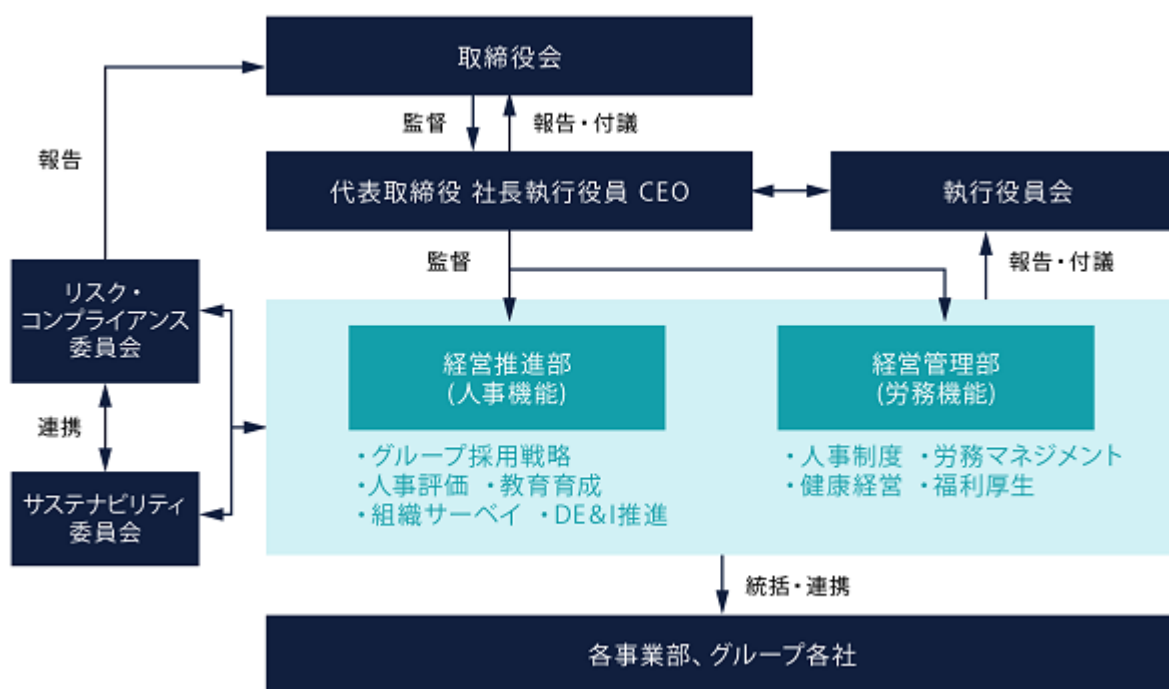 取締役会
監督
報告・付議
報告
代表取締役 社長執行役員 CEO
執行役員会
監督
報告・付議
リスク・
コンプライアンス
委員会
連携
サステナビリティ
委員会
経営推進部
(人事機能)
・グループ採用戦略
・人事評価 ・教育育成
・組織サーベイ ・DE&I推進
経営管理部
(労務機能)
・人事制度 ・労務マネジメント
・健康経営 ・福利厚生
統括・連携
各事業部、グループ各社